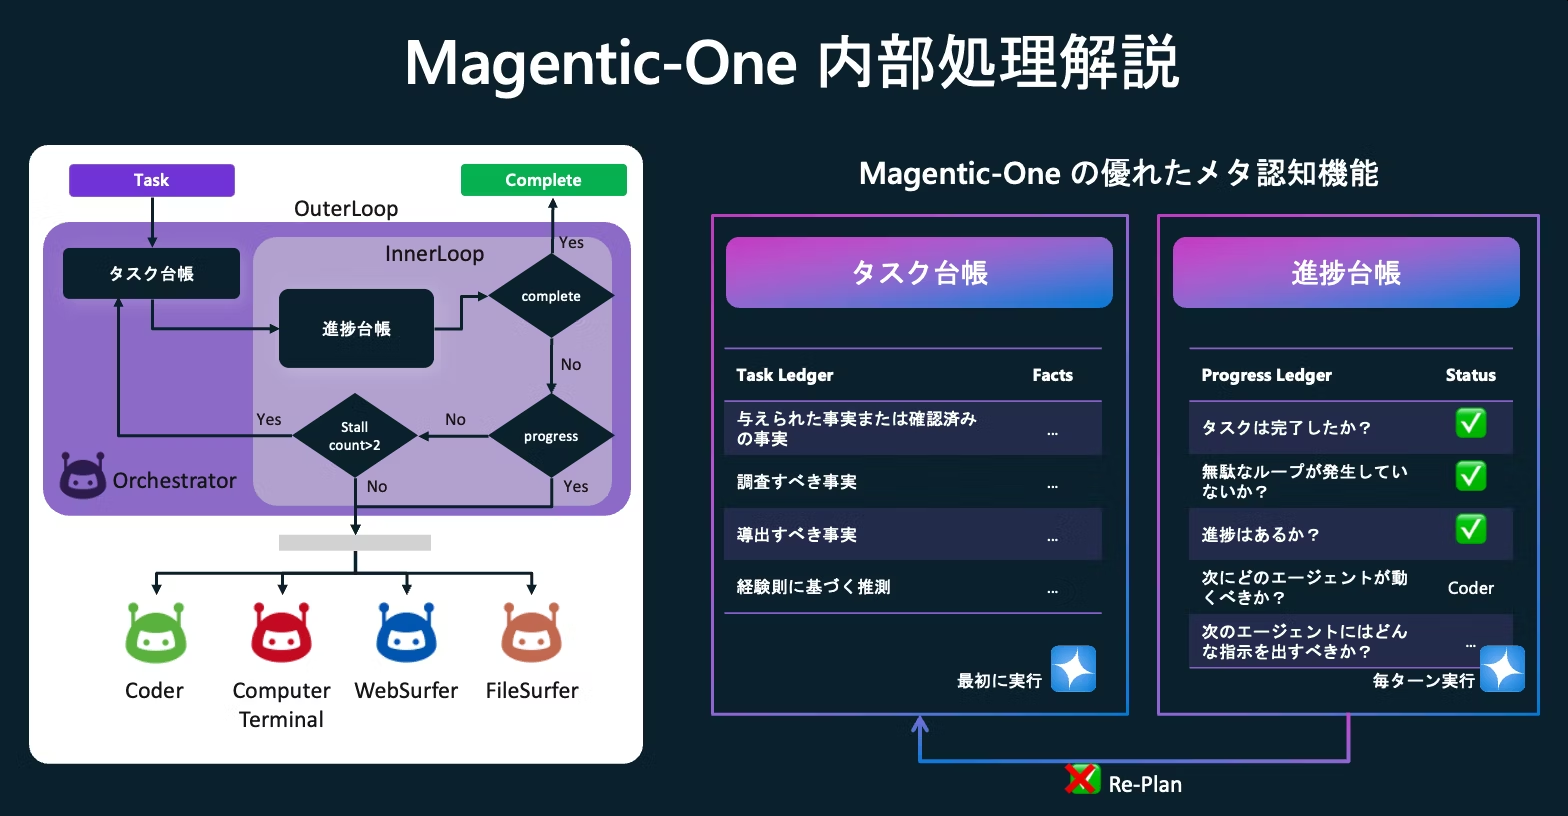 Magentic-One 内部処理解説
Task
Complete
OuterLoop
Yes
InnerLoop
タスク台帳
complete
進捗台帳
No
Yes
No
Stall
count>2
progress
Orchestrator
No
Yes
Coder
Computer
Terminal
WebSurfer
FileSurfer
Magentic-One の優れたメタ認知機能
タスク台帳
Task Ledger
Facts
与えられた事実または確認済み
の事実
...
調査すべき事実
...
導出すべき事実
...
経験則に基づく推測
...
最初に実行
進捗台帳
Progress Ledger
Status
タスクは完了したか？
無駄なループが発生してい
ないか？
進捗はあるか？
次にどのエージェントが動
くべきか？
Coder
次のエージェントにはどん
な指示を出すべきか？
...
毎ターン実行
Re-Plan